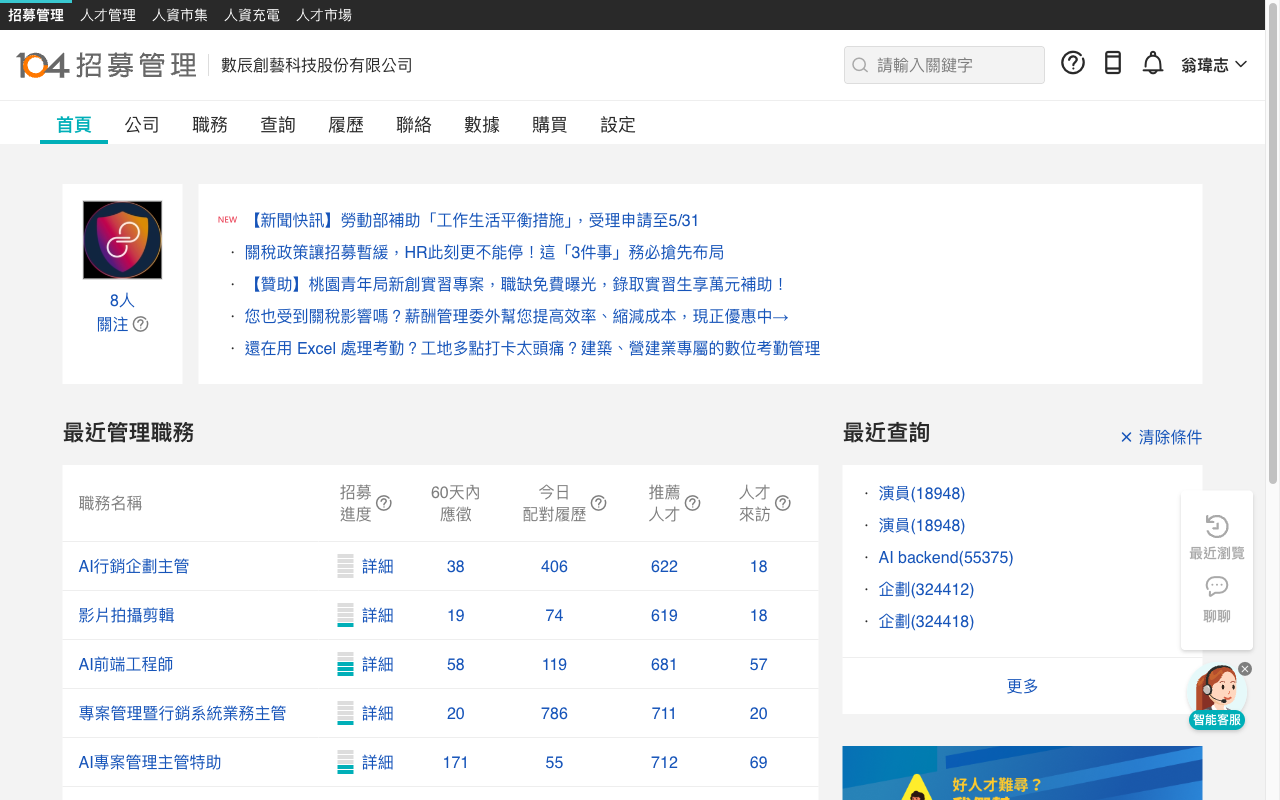 招募管理 人才管理 人資市集 人資充電 人才市場
104 招募管理 數辰創藝科技股份有限公司 請輸入關鍵字 翁瑋志
首頁 公司 職務 查詢 履歷 聯絡 數據 購買 設定
8人
關注
NEW 【新聞快訊】勞動部補助「工作生活平衡措施」，受理申請至5/31
· 關稅政策讓招募暫緩，HR此刻更不能停！這「3件事」務必搶先布局
· 【贊助】桃園青年局新創實習專案，職缺免費曝光，錄取實習生享萬元補助！
· 您也受到關稅影響嗎？薪酬管理委外幫您提高效率、縮減成本，現正優惠中→
· 還在用 Excel 處理考勤？工地多點打卡太頭痛？建築、營建業專屬的數位考勤管理
最近管理職務
職務名稱 招募進度 60天內應徵 今日配對履歷 推薦人才 人才來訪
AI行銷企劃主管 詳細 38 406 622 18
影片拍攝剪輯 詳細 19 74 619 18
AI前端工程師 詳細 58 119 681 57
專案管理暨行銷系統業務主管 詳細 20 786 711 20
AI專案管理主管特助 詳細 171 55 712 69
最近查詢 × 清除條件
· 演員(18948)
· 演員(18948)
· AI backend(55375)
· 企劃(324412)
· 企劃(324418)
更多
最近瀏覽
聊聊
智能客服
好人才難尋？